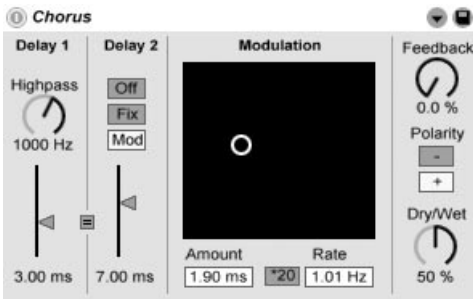 Chorus
Delay 1
Delay 2
Modulation
Feedback
Highpass
1000 Hz
Off
Fix
Mod
0.0 %
Polarity
-
+
Dry/Wet
=
Amount
Rate
3.00 ms
7.00 ms
1.90 ms
*20
1.01 Hz
50 %